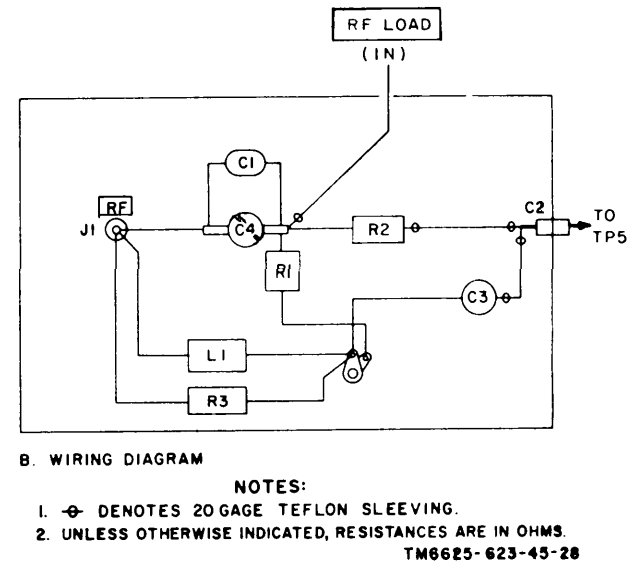 RF LOAD
(IN)
C1
RF
J1
C4
R2
C2
TO
TP5
R1
C3
L1
R3
B. WIRING DIAGRAM
NOTES:
1. DENOTES 20 GAGE TEFLON SLEEVING.
2. UNLESS OTHERWISE INDICATED, RESISTANCES ARE IN OHMS.
TM6625-623-45-28